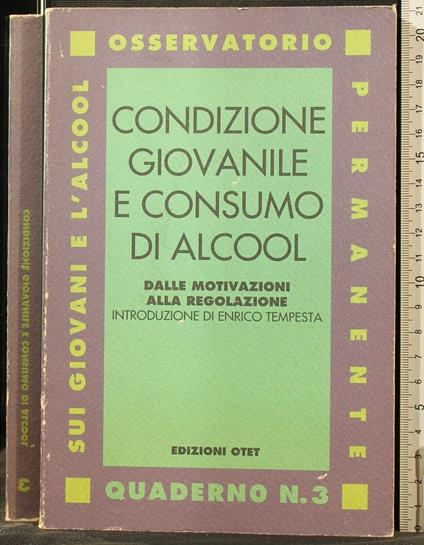 OSSERVATORIO
PERMANENTE
SUI GIOVANI E L'ALCOOL
CONDIZIONE
GIOVANILE
E CONSUMO
DI ALCOOL
DALLE MOTIVAZIONI
ALLA REGOLAZIONE
INTRODUZIONE DI ENRICO TEMPESTA
EDIZIONI OTET
QUADERNO N.3
CONDIZIONE GIOVANILE E CONSUMO DI ALCOOL
3